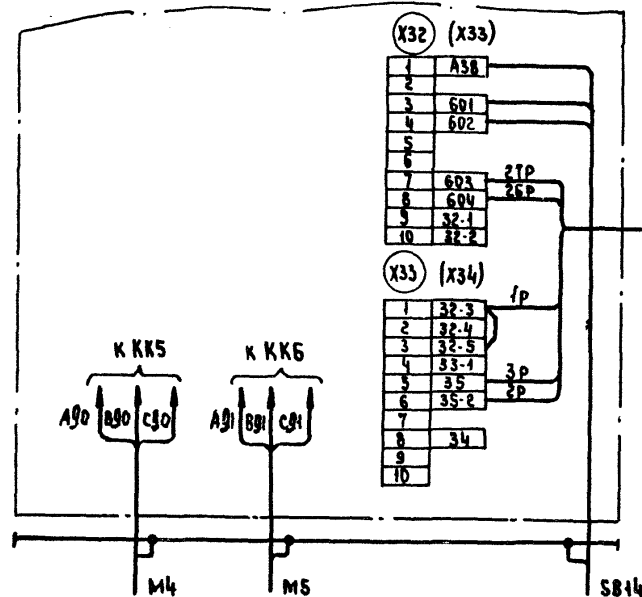 X32 (X33)
1 A38
2
3 601
4 602
5
6
7 603 27P
8 604 26P
9 32-1
10 32-2
X33 (X34)
1 32-3 1P
2 32-4
3 32-5
4 33-1
5 35 3P
6 35-2 2P
7
8 34
9
10
к КК5 к КК6
A90 B90 C90 A91 B91 C91
M4 M5 SB14